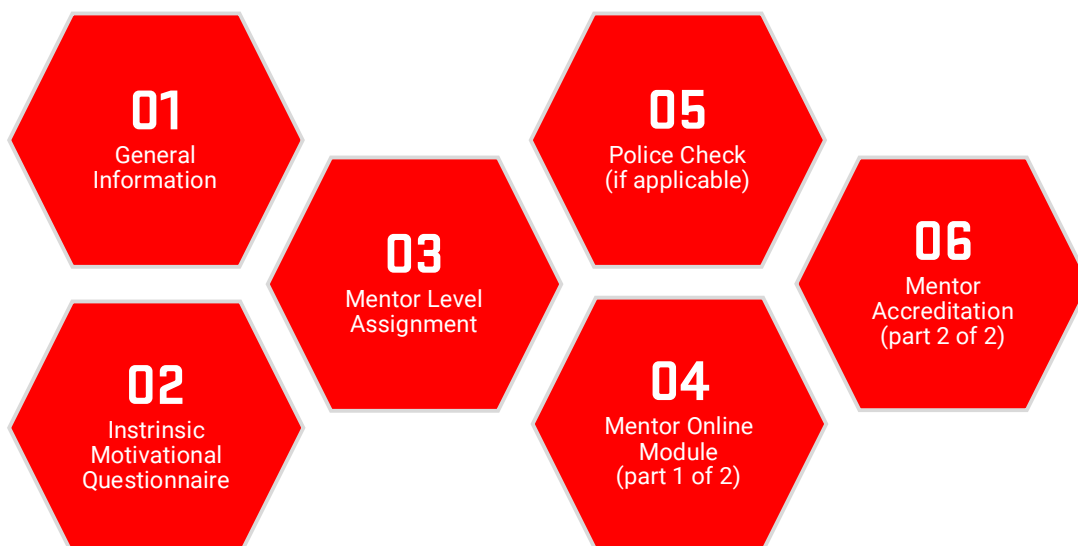 01
General
Information
02
Instrinsic
Motivational
Questionnaire
03
Mentor Level
Assignment
04
Mentor Online
Module
(part 1 of 2)
05
Police Check
(if applicable)
06
Mentor
Accreditation
(part 2 of 2)